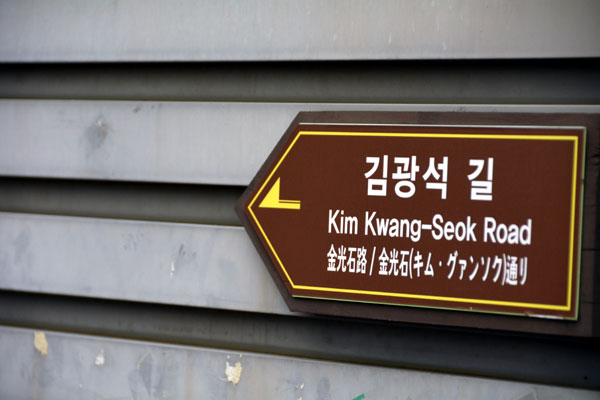 김광석 길
Kim Kwang-Seok Road
金光石路 / 金光石(キム・グァンソク)通り